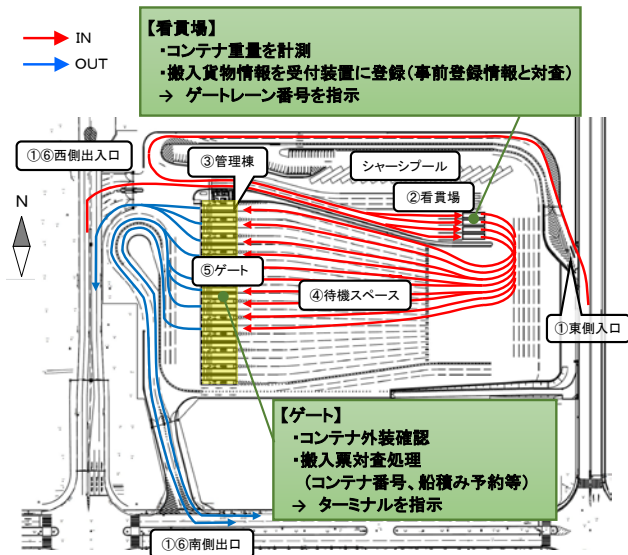 IN
OUT
【看貫場】
・コンテナ重量を計測
・搬入貨物情報を受付装置に登録(事前登録情報と対査)
→ ゲートレーン番号を指示
①⑥西側出入口
③管理棟
シャーシプール
②看貫場
N
⑤ゲート
④待機スペース
①東側入口
【ゲート】
・コンテナ外装確認
・搬入票対査処理
(コンテナ番号、船積み予約等)
→ ターミナルを指示
①⑥南側出口